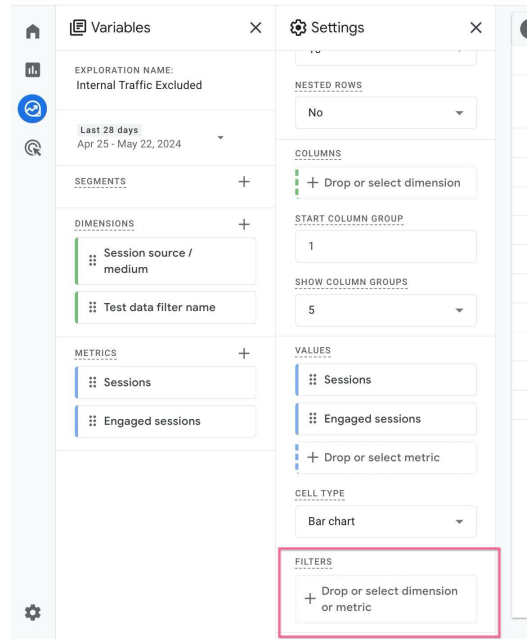 Variables
EXPLORATION NAME:
Internal Traffic Excluded
Last 28 days
Apr 25 - May 22, 2024
SEGMENTS
DIMENSIONS
Session source /
medium
Test data filter name
METRICS
Sessions
Engaged sessions
Settings
NESTED ROWS
No
COLUMNS
Drop or select dimension
START COLUMN GROUP
1
SHOW COLUMN GROUPS
5
VALUES
Sessions
Engaged sessions
Drop or select metric
CELL TYPE
Bar chart
FILTERS
Drop or select dimension
or metric